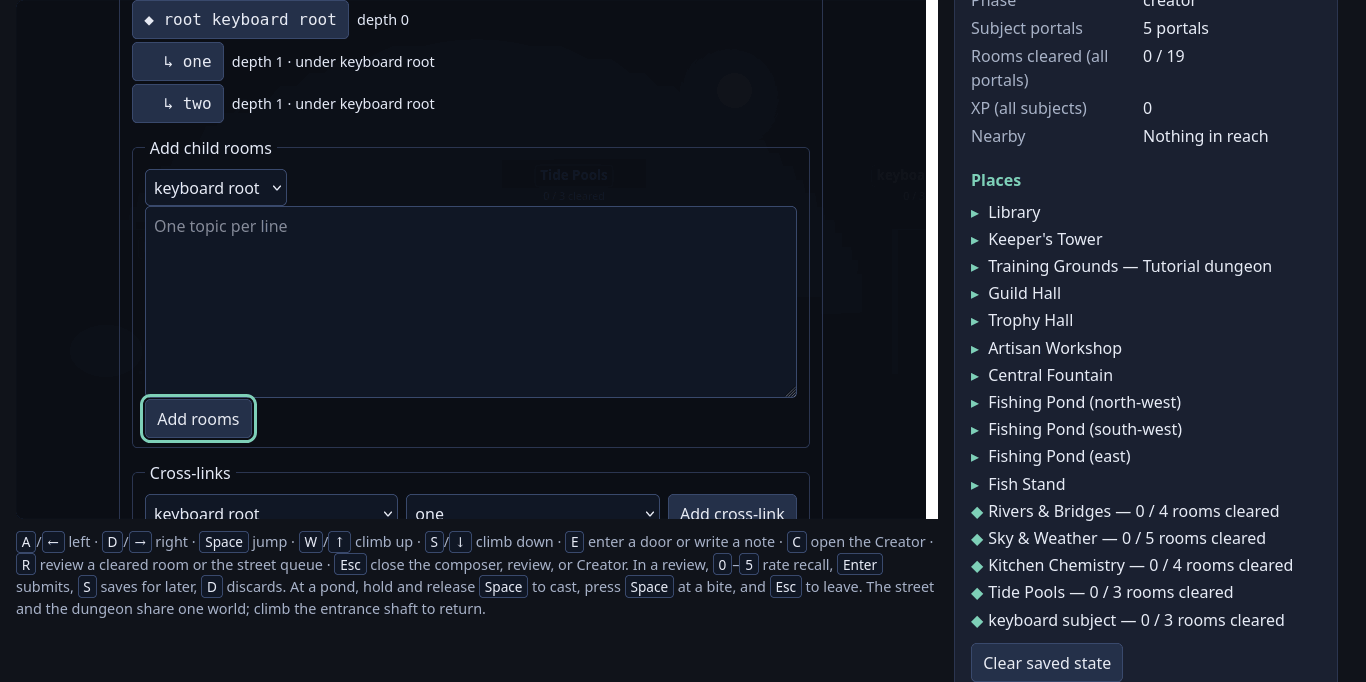 ◆ root keyboard root depth 0
↳ one depth 1 · under keyboard root
↳ two depth 1 · under keyboard root
Add child rooms
keyboard root
Tide Pools
One topic per line
Add rooms
Cross-links
keyboard root one Add cross-link
A/← left · D/→ right · Space jump · W/↑ climb up · S/↓ climb down · E enter a door or write a note · C open the Creator ·
R review a cleared room or the street queue · Esc close the composer, review, or Creator. In a review, 0–5 rate recall, Enter
submits, S saves for later, D discards. At a pond, hold and release Space to cast, press Space at a bite, and Esc to leave. The street
and the dungeon share one world; climb the entrance shaft to return.
Phase creator
Subject portals 5 portals
Rooms cleared (all 0 / 19
portals)
XP (all subjects) 0
Nearby Nothing in reach
Places
▸ Library
▸ Keeper's Tower
▸ Training Grounds — Tutorial dungeon
▸ Guild Hall
▸ Trophy Hall
▸ Artisan Workshop
▸ Central Fountain
▸ Fishing Pond (north-west)
▸ Fishing Pond (south-west)
▸ Fishing Pond (east)
▸ Fish Stand
◆ Rivers & Bridges — 0 / 4 rooms cleared
◆ Sky & Weather — 0 / 5 rooms cleared
◆ Kitchen Chemistry — 0 / 4 rooms cleared
◆ Tide Pools — 0 / 3 rooms cleared
◆ keyboard subject — 0 / 3 rooms cleared
Clear saved state